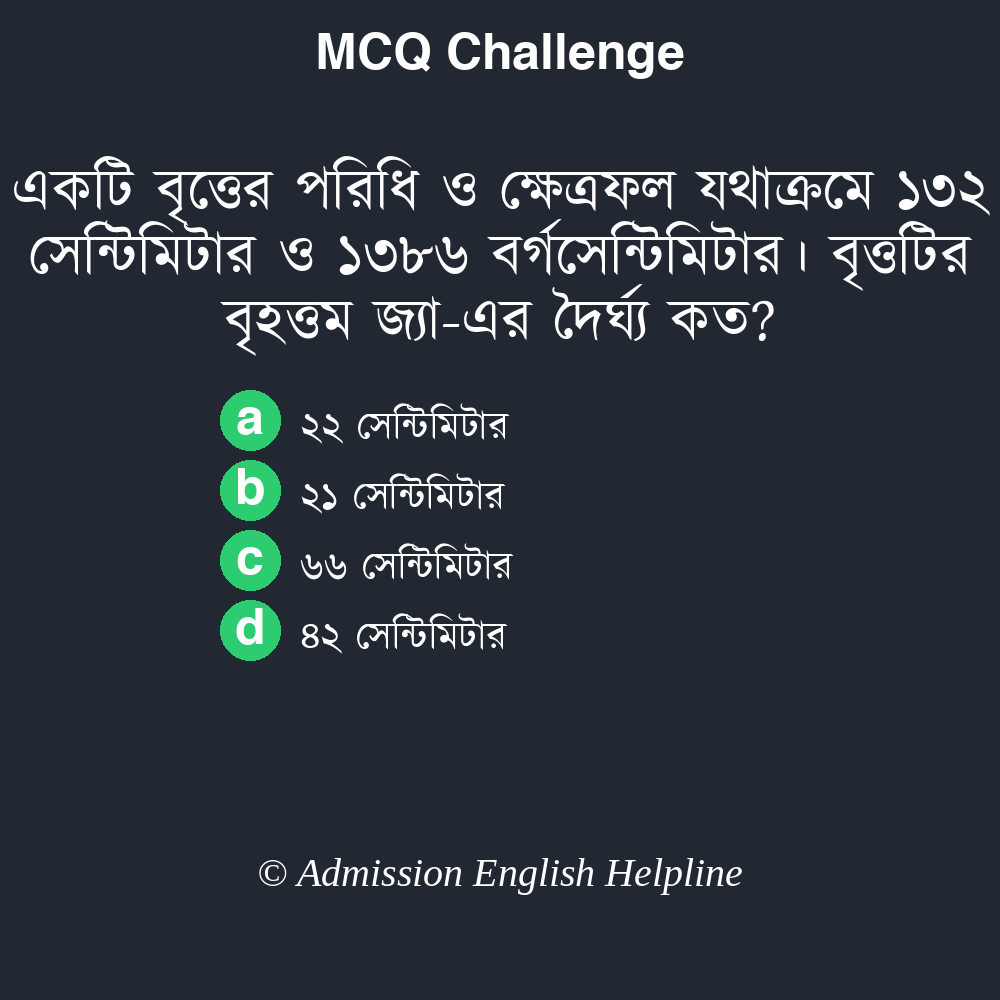 MCQ Challenge
একটি বৃত্তের পরিধি ও ক্ষেত্রফল যথাক্রমে ১৩২
সেন্টিমিটার ও ১৩৮৬ বর্গসেন্টিমিটার। বৃত্তটির
বৃহত্তম জ্যা-এর দৈর্ঘ্য কত?
a ২২ সেন্টিমিটার
b ২১ সেন্টিমিটার
c ৬৬ সেন্টিমিটার
d ৪২ সেন্টিমিটার
© Admission English Helpline